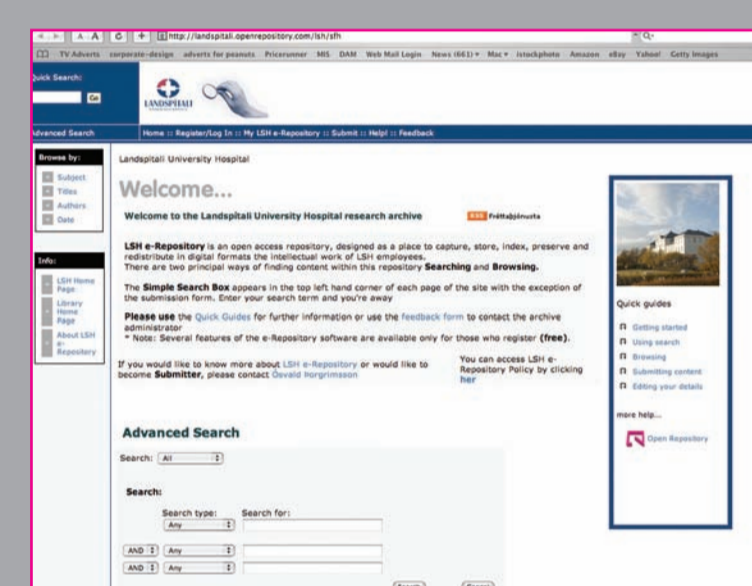 A A C + http://landspitali.openrepository.com/lsh/sfh Q-
TV Adverts corporate-design adverts for peanuts Pricerunner MIS DAM Web Mail Login News (661) Mac istockphoto Amazon eBay Yahoo! Getty Images
Quick Search:
Go
LANDSPITALI
Advanced Search
Home :: Register/Log In :: My LSH e-Repository :: Submit :: Help! :: Feedback
Browse by:
Subject
Titles
Authors
Date
Info:
LSH Home
Page
Library
Home
Page
About LSH
e-
Repository
Landspitali University Hospital
Welcome...
Welcome to the Landspitali University Hospital research archive
RSS Fréttaþjónusta
LSH e-Repository is an open access repository, designed as a place to capture, store, index, preserve and
redistribute in digital formats the intellectual work of LSH employees.
There are two principal ways of finding content within this repository Searching and Browsing.
The Simple Search Box appears in the top left hand corner of each page of the site with the exception of
the submission form. Enter your search term and you're away
Please use the Quick Guides for further information or use the feedback form to contact the archive
administrator
* Note: Several features of the e-Repository software are available only for those who register (free).
If you would like to know more about LSH e-Repository or would like to
become Submitter, please contact
You can access LSH e-
Repository Policy by clicking
her
Advanced Search
Search: All
Search:
Search type: Search for:
Any
AND Any
AND Any
Search
Quick guides
Getting started
Using search
Browsing
Submitting content
Editing your details
more help...
Open Repository